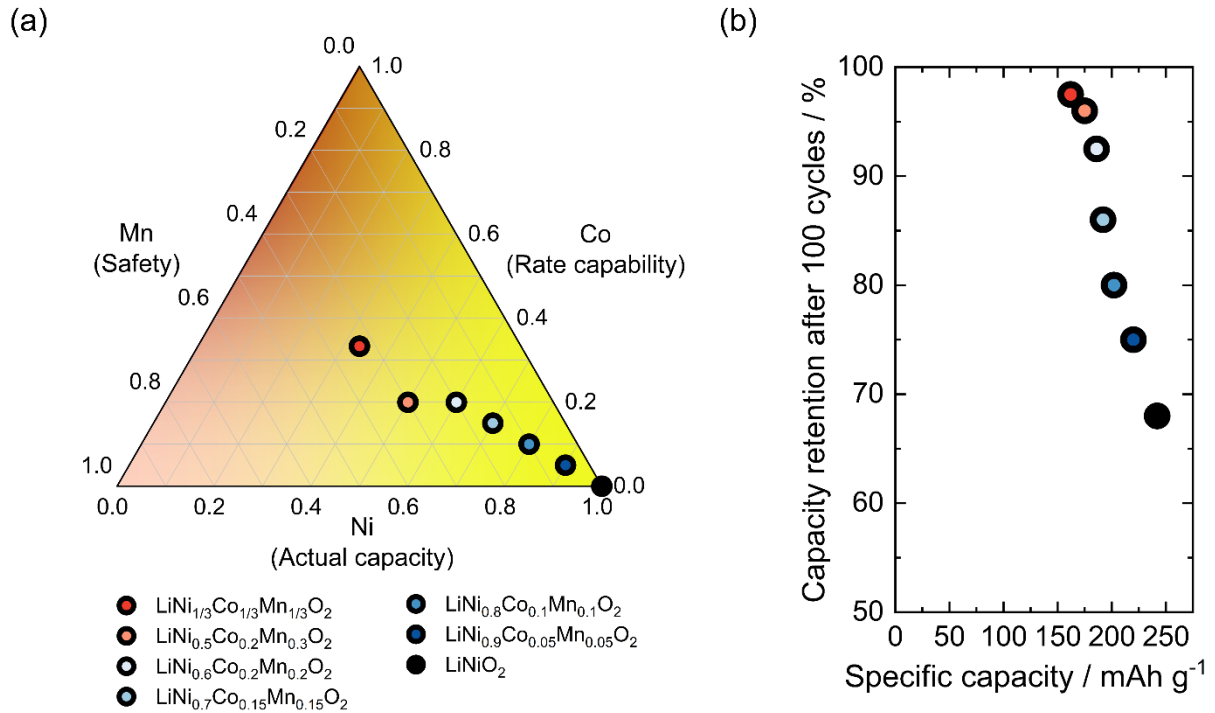 (a)
0.0
1.0
0.2
0.8
0.4
0.6
Mn
(Safety)
Co
(Rate capability)
0.6
0.4
0.8
0.2
1.0
0.0
0.0
0.2
0.4
0.6
0.8
1.0
Ni
(Actual capacity)
LiNi1/3Co1/3Mn1/3O2
LiNi0.5Co0.2Mn0.3O2
LiNi0.6Co0.2Mn0.2O2
LiNi0.7Co0.15Mn0.15O2
LiNi0.8Co0.1Mn0.1O2
LiNi0.9Co0.05Mn0.05O2
LiNiO2
(b)
Capacity retention after 100 cycles / %
100
90
80
70
60
50
0
50
100
150
200
250
Specific capacity / mAh g-1